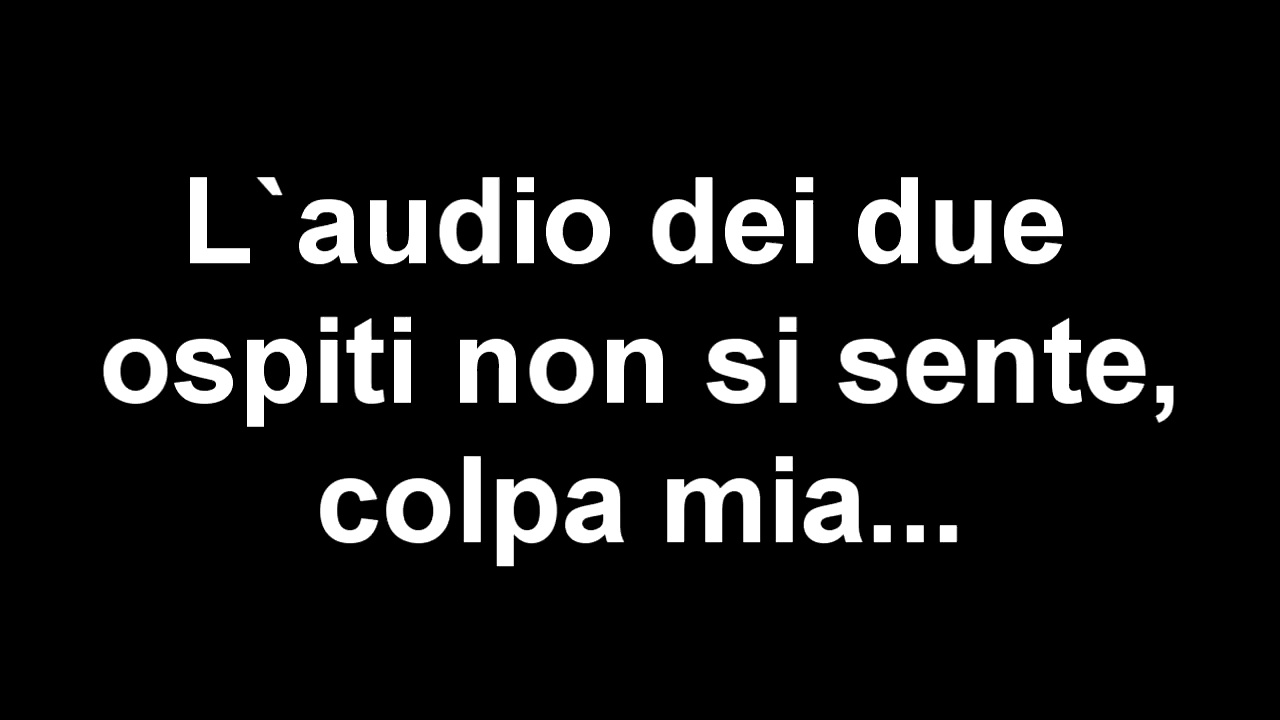 L`audio dei due
ospiti non si sente,
colpa mia...